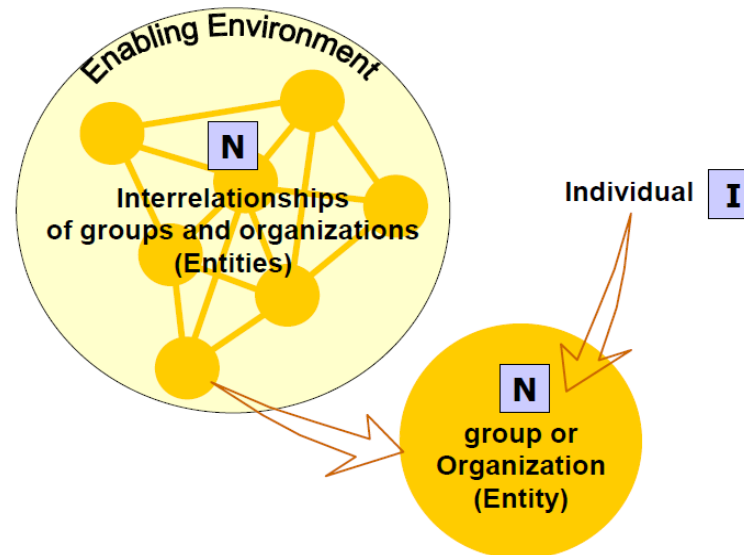 Enabling Environment
N
Interrelationships
of groups and organizations
(Entities)
Individual I
N
group or
Organization
(Entity)